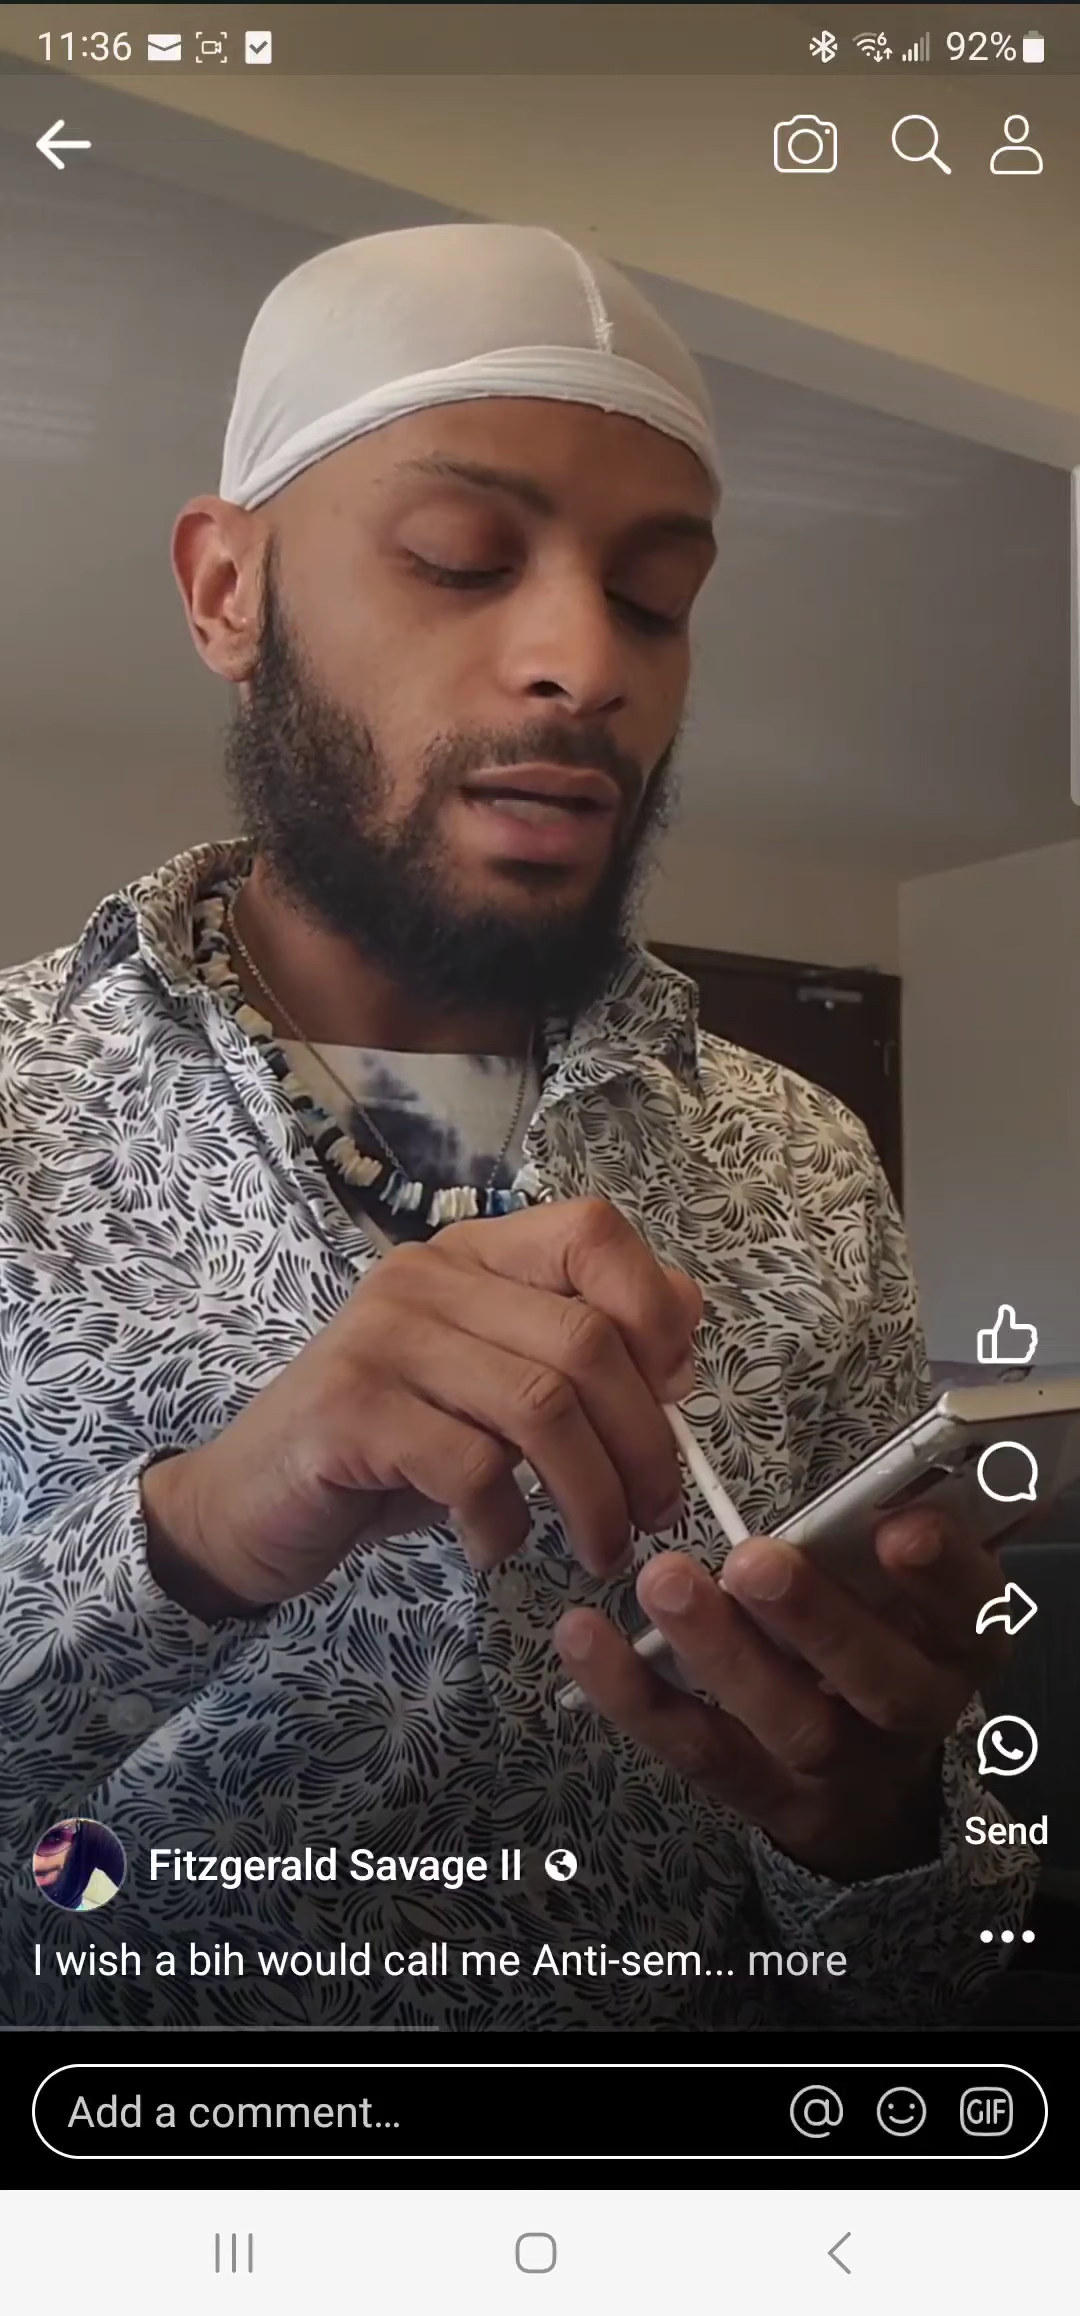 11:36 92%
Send
Fitzgerald Savage II
I wish a bih would call me Anti-sem... more
Add a comment...
GIF